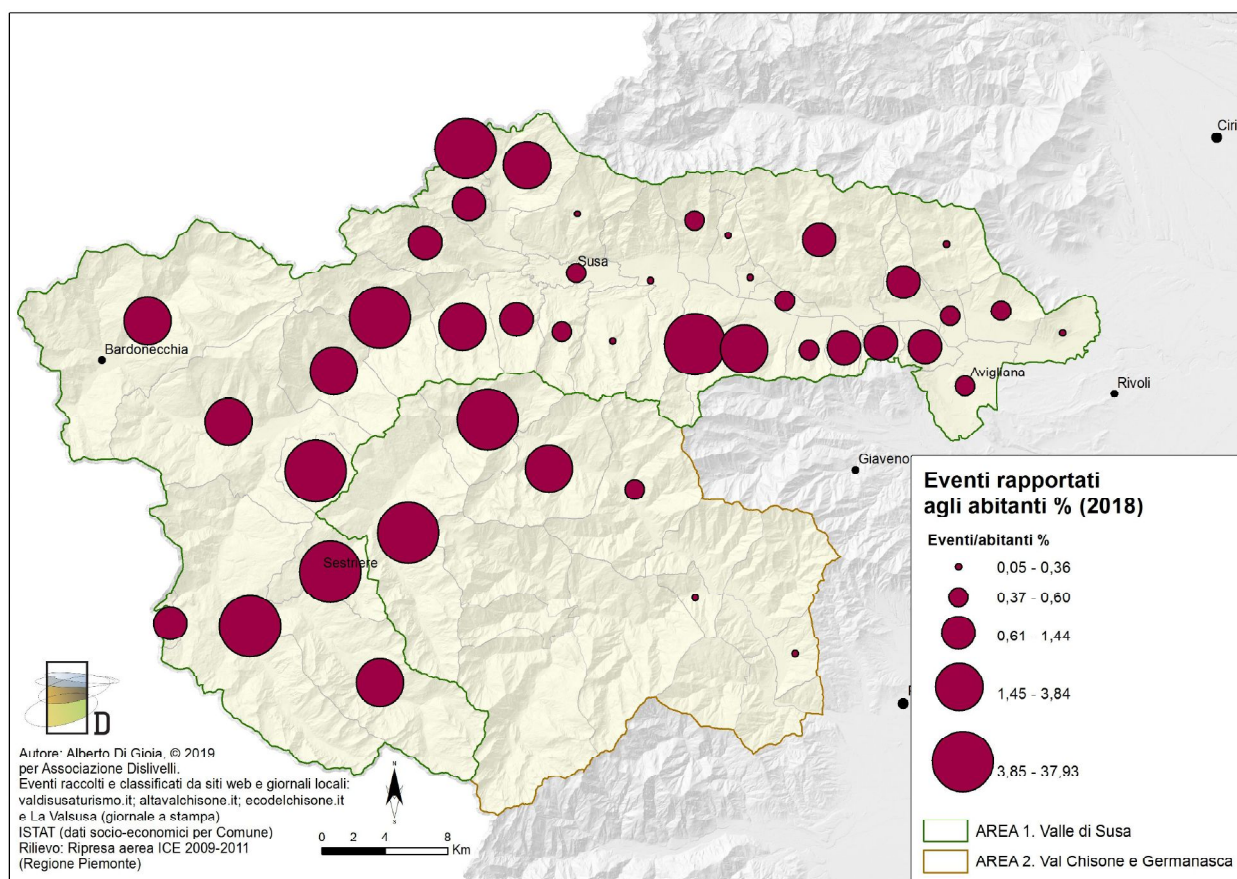 Ciri
Susa
Bardonecchia
Avigliana
Rivoli
Giaveno
Sestriere
P
Eventi rapportati
agli abitanti % (2018)
Eventi/abitanti %
0,05 - 0,36
0,37 - 0,60
0,61 - 1,44
1,45 - 3,84
3,85 - 37,93
AREA 1. Valle di Susa
AREA 2. Val Chisone e Germanasca
D
Autore: Alberto Di Gioia, © 2019
per Associazione Dislivelli.
Eventi raccolti e classificati da siti web e giornali locali:
valdisusaturismo.it; altavalchisone.it; ecodelchisone.it
e La Valsusa (giornale a stampa)
ISTAT (dati socio-economici per Comune)
Rilievo: Ripresa aerea ICE 2009-2011
(Regione Piemonte)
N
S
0 2 4 8
Km